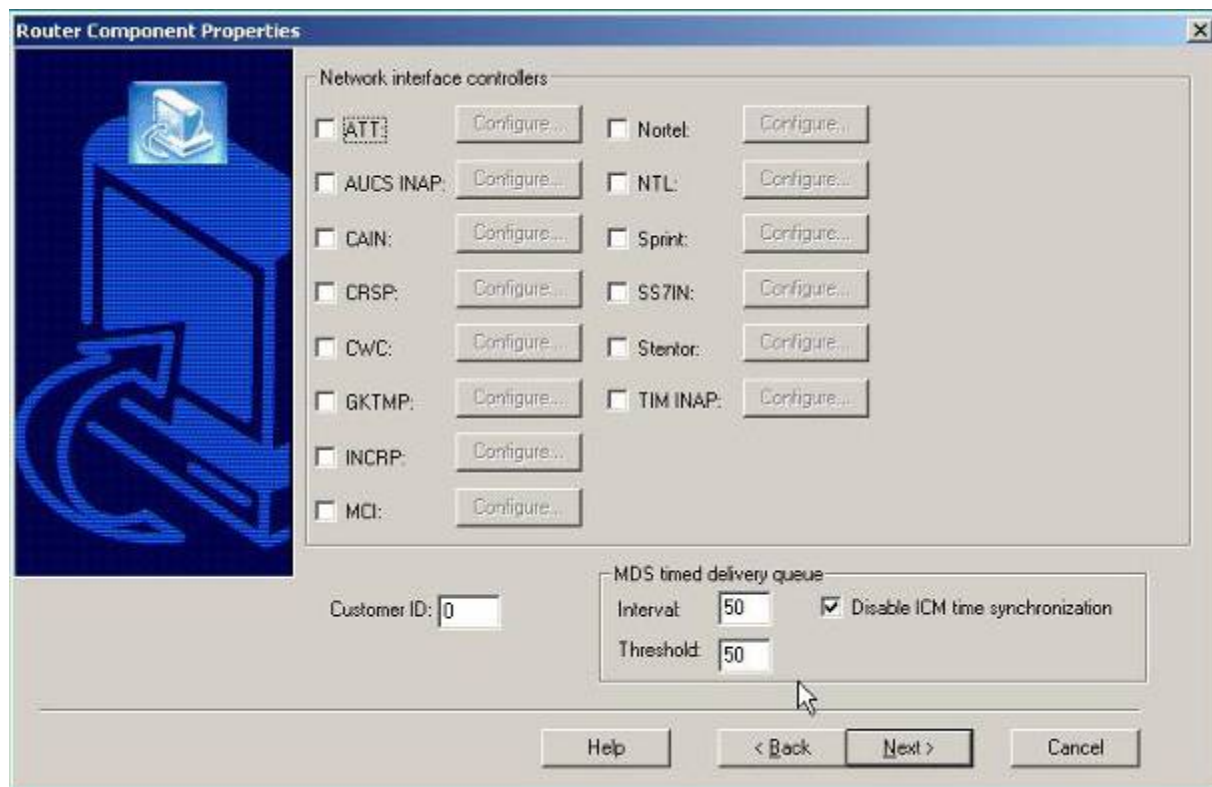 Router Component Properties
Network interface controllers
ATT: Configure... Nortel: Configure...
AUCS INAP: Configure... NTL: Configure...
CAIN: Configure... Sprint: Configure...
CRSP: Configure... SS7IN: Configure...
CWC: Configure... Stentor: Configure...
GKTMP: Configure... TIM INAP: Configure...
INCRP: Configure...
MCI: Configure...
MDS timed delivery queue
Customer ID: 0 Interval: 50 Disable ICM time synchronization
Threshold: 50
Help < Back Next > Cancel